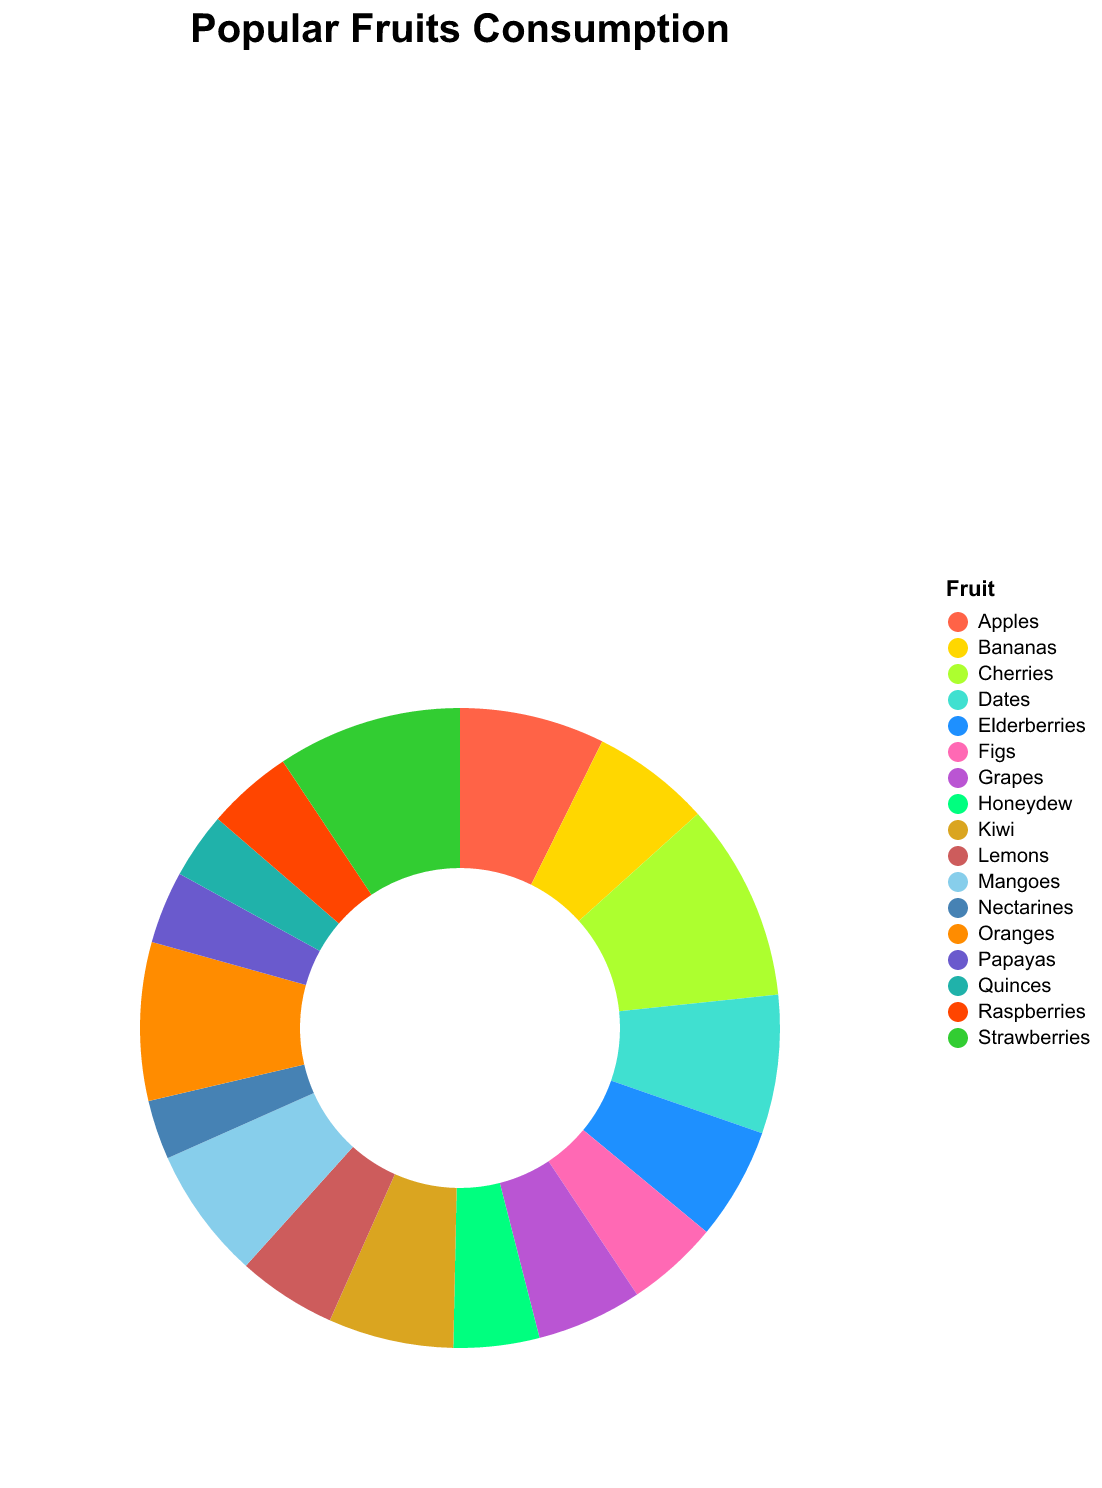 Popular Fruits Consumption
Fruit
Apples
Bananas
Cherries
Dates
Elderberries
Figs
Grapes
Honeydew
Kiwi
Lemons
Mangoes
Nectarines
Oranges
Papayas
Quinces
Raspberries
Strawberries